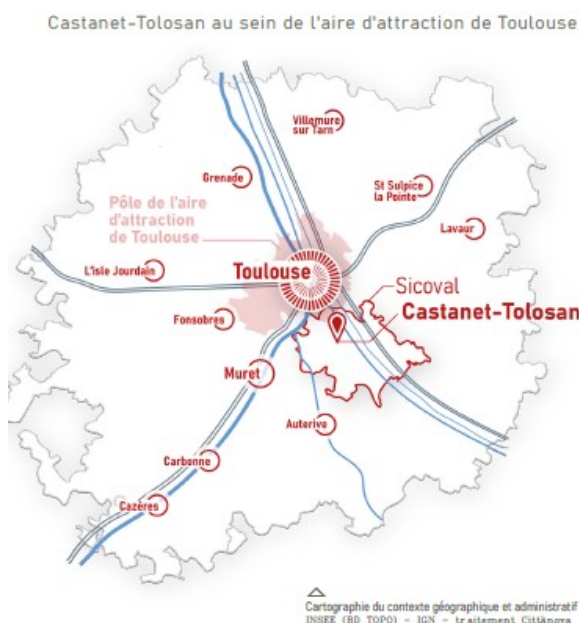 Castanet-Tolosan au sein de l'aire d'attraction de Toulouse
Villemure
sur Tarn
Grenade
St Sulpice
la Pointe
Pôle de l'aire
d'attraction
de Toulouse
Lavaur
L'isle Jourdain
Toulouse
Sicoval
Castanet-Tolosan
Fonsobres
Muret
Auterive
Carbonne
Cazères
Cartographie du contexte géographique et administratif
INSEE (BD TOPO) - IGN - traitement Cittànova